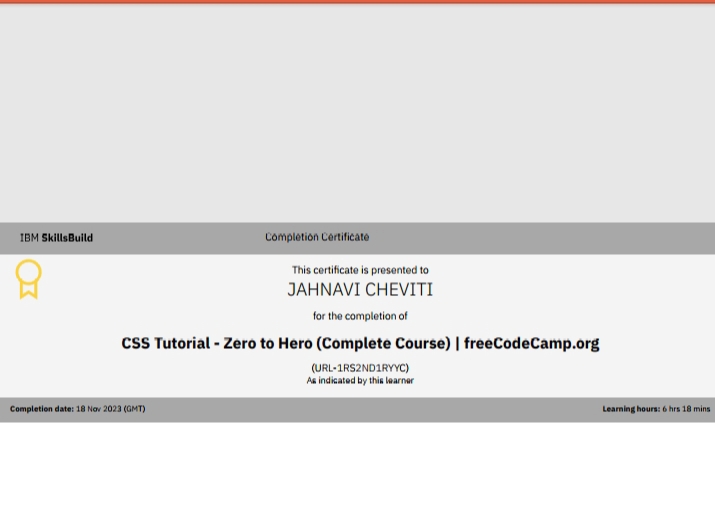 IBM SkillsBuild
Completion Certificate
This certificate is presented to
JAHNAVI CHEVITI
for the completion of
CSS Tutorial - Zero to Hero (Complete Course) | freeCodeCamp.org
(URL-1RS2ND1RYYC)
As indicated by this learner
Completion date: 18 Nov 2023 (GMT)
Learning hours: 6 hrs 18 mins